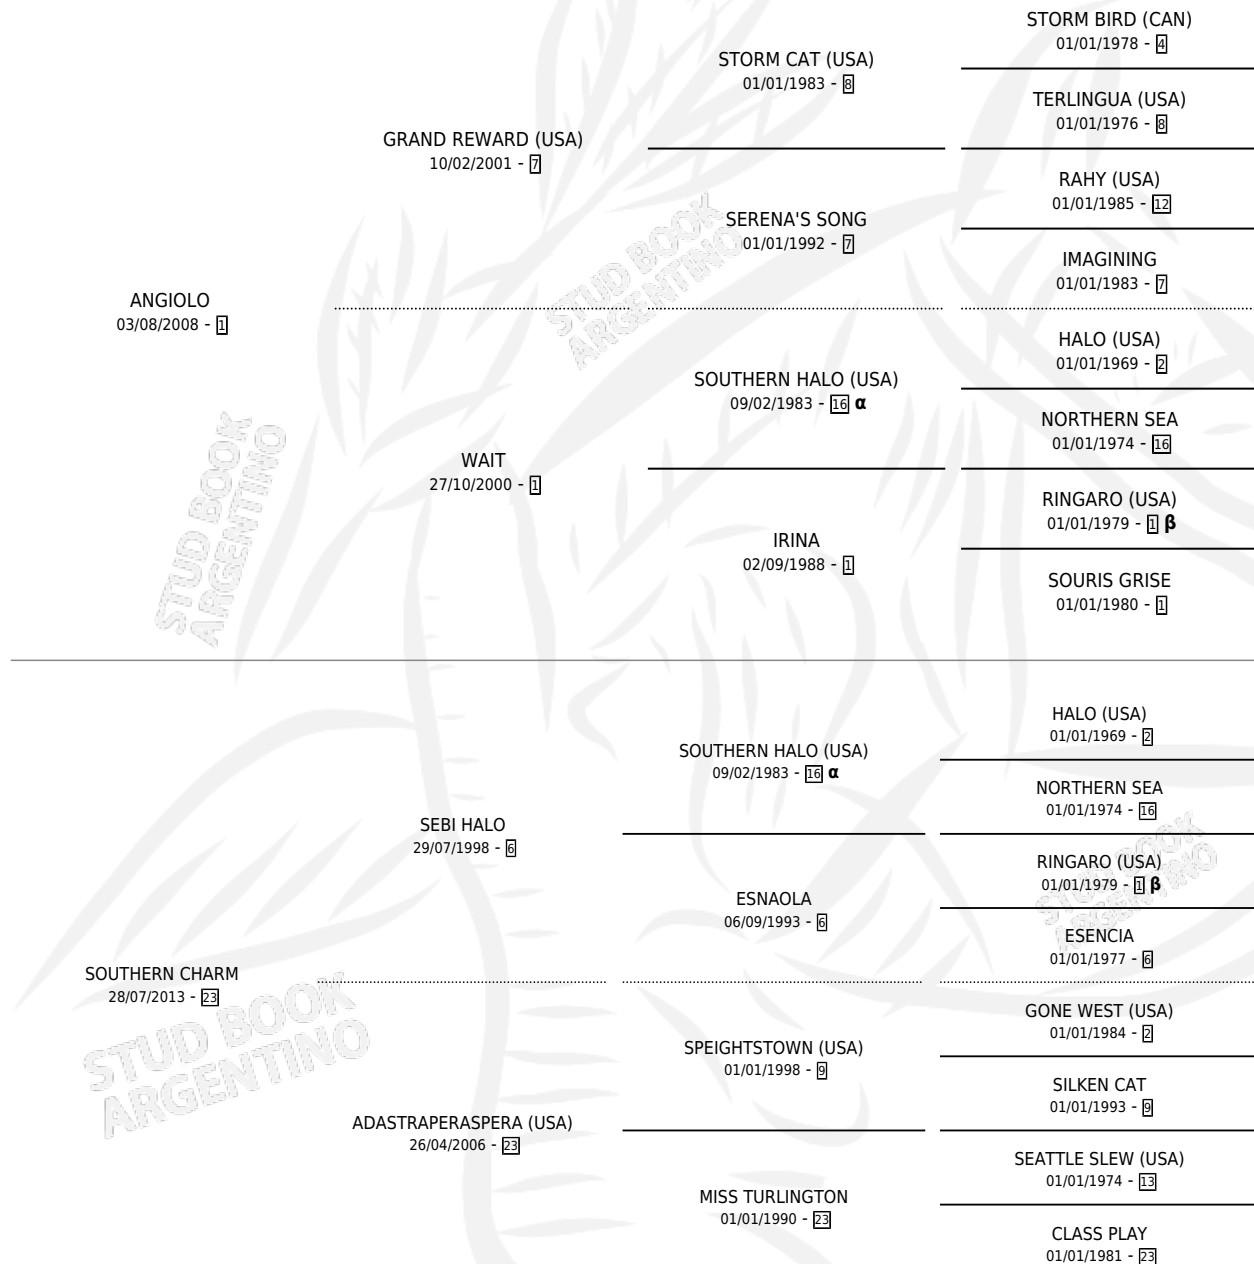 STORM BIRD (CAN)
01/01/1978 - 4
STORM CAT (USA)
01/01/1983 - 8
TERLINGUA (USA)
01/01/1976 - 8
GRAND REWARD (USA)
10/02/2001 - 7
RAHY (USA)
01/01/1985 - 12
SERENA'S SONG
01/01/1992 - 7
IMAGINING
01/01/1983 - 7
ANGIOLO
03/08/2008 - 1
HALO (USA)
01/01/1969 - 2
SOUTHERN HALO (USA)
09/02/1983 - 16 α
NORTHERN SEA
01/01/1974 - 16
WAIT
27/10/2000 - 1
RINGARO (USA)
01/01/1979 - 1 β
IRINA
02/09/1988 - 1
SOURIS GRISE
01/01/1980 - 1
HALO (USA)
01/01/1969 - 2
SOUTHERN HALO (USA)
09/02/1983 - 16 α
NORTHERN SEA
01/01/1974 - 16
SEBI HALO
29/07/1998 - 6
RINGARO (USA)
01/01/1979 - 1 β
ESNAOLA
06/09/1993 - 6
ESENCIA
01/01/1977 - 6
SOUTHERN CHARM
28/07/2013 - 23
GONE WEST (USA)
01/01/1984 - 2
SPEIGHTSTOWN (USA)
01/01/1998 - 9
SILKEN CAT
01/01/1993 - 9
ADASTRAPERASPERA (USA)
26/04/2006 - 23
SEATTLE SLEW (USA)
01/01/1974 - 13
MISS TURLINGTON
01/01/1990 - 23
CLASS PLAY
01/01/1981 - 23
STUD BOOK
ARGENTINO
STUD BOOK
ARGENTINO
STUD BOOK
ARGENTINO
STUD BOOK
ARGENTINO